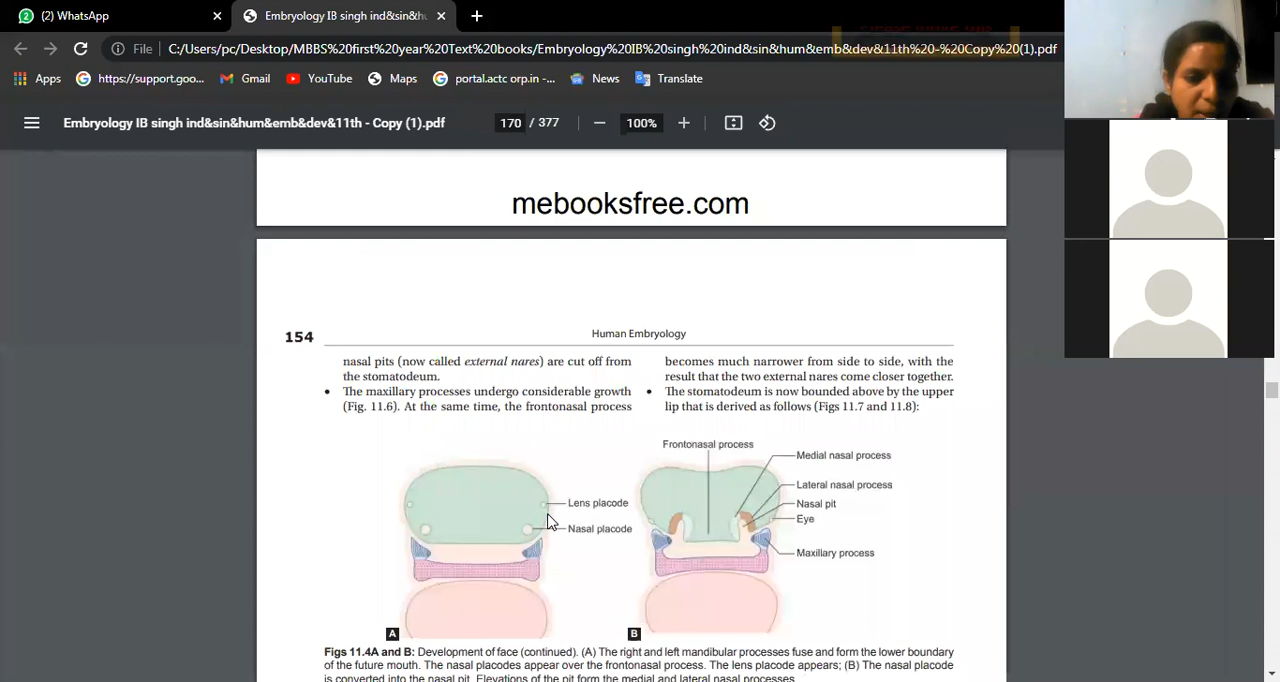 (2) WhatsApp
Embryology IB singh ind&sin&hu
File
C:/Users/pc/Desktop/MBBS%20first%20year%20Text%20books/Embryology%20IB%20singh%20ind&sin&hum&emb&dev&11th%20-%20Copy%20(1).pdf
Apps
https://support.goo...
Gmail
YouTube
Maps
portal.actc orp.in -...
News
Translate
Embryology IB singh ind&sin&hum&emb&dev&11th - Copy (1).pdf
170 / 377
100%
mebooksfree.com
154
Human Embryology
nasal pits (now called external nares) are cut off from
the stomatodeum.
• The maxillary processes undergo considerable growth
(Fig. 11.6). At the same time, the frontonasal process
becomes much narrower from side to side, with the
result that the two external nares come closer together.
• The stomatodeum is now bounded above by the upper
lip that is derived as follows (Figs 11.7 and 11.8):
Lens placode
Nasal placode
A
Frontonasal process
Medial nasal process
Lateral nasal process
Nasal pit
Eye
Maxillary process
B
Figs 11.4A and B: Development of face (continued). (A) The right and left mandibular processes fuse and form the lower boundary
of the future mouth. The nasal placodes appear over the frontonasal process. The lens placode appears; (B) The nasal placode
is converted into the nasal pit. Elevations of the pit form the medial and lateral nasal processes